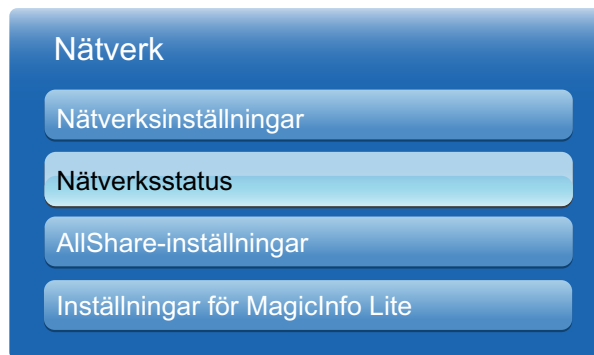 Nätverk
Nätverksinställningar
Nätverksstatus
AllShare-inställningar
Inställningar för MagicInfo Lite